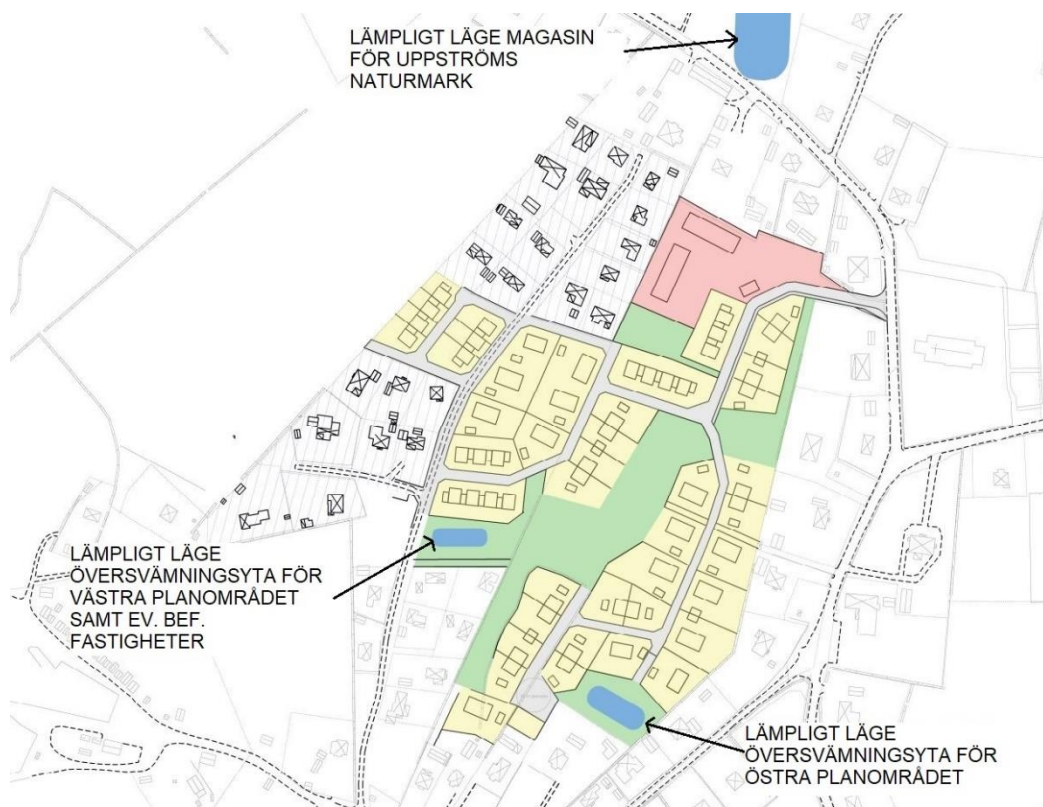 LÄMPLIGT LÄGE MAGASIN
FÖR UPPSTRÖMS
NATURMARK
LÄMPLIGT LÄGE
ÖVERSVÄMNINGSYTA FÖR
VÄSTRA PLANOMRÅDET
SAMT EV. BEF.
FASTIGHETER
LÄMPLIGT LÄGE
ÖVERSVÄMNINGSYTA FÖR
ÖSTRA PLANOMRÅDET